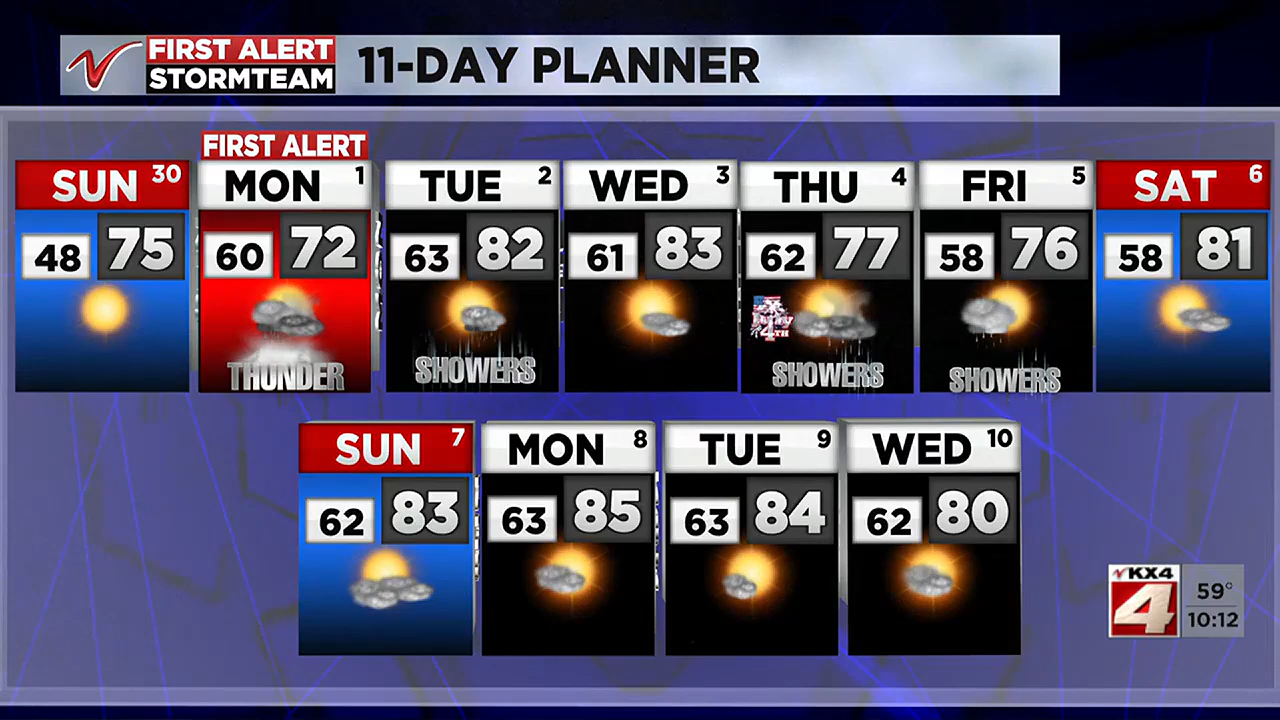 FIRST ALERT
STORMTEAM
11-DAY PLANNER
FIRST ALERT
SUN 30
48 75
MON 1
60 72
THUNDER
TUE 2
63 82
SHOWERS
WED 3
61 83
THU 4
62 77
4TH
SHOWERS
FRI 5
58 76
SHOWERS
SAT 6
58 81
SUN 7
62 83
MON 8
63 85
TUE 9
63 84
WED 10
62 80
KX4
4
59°
10:12